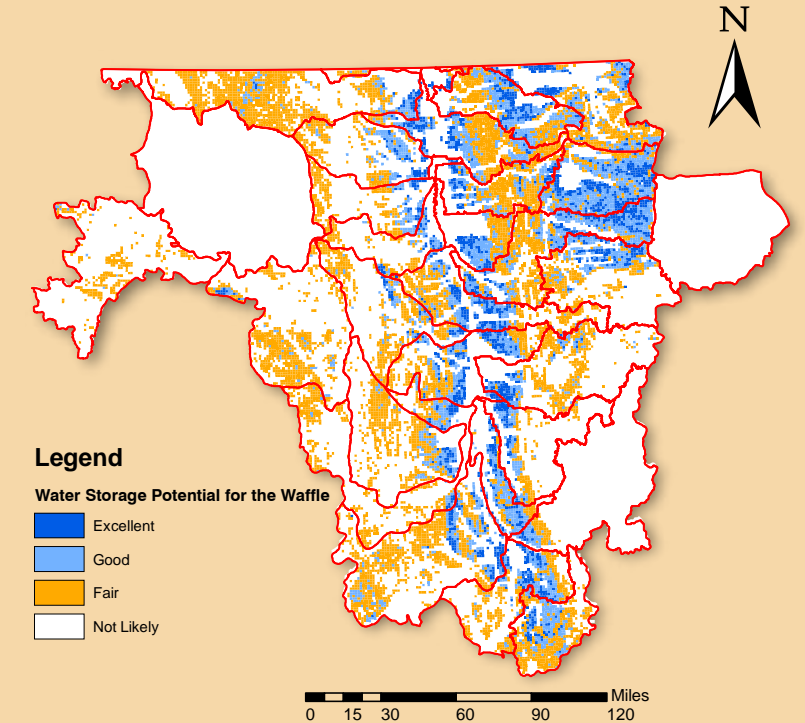 N
Legend
Water Storage Potential for the Waffle
Excellent
Good
Fair
Not Likely
Miles
0 15 30 60 90 120